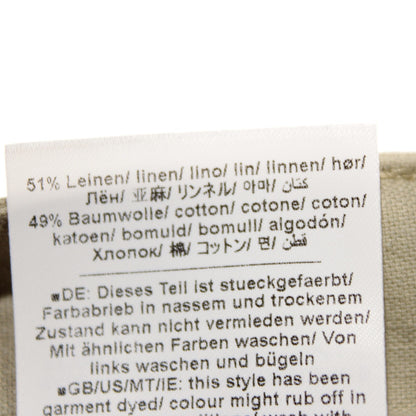 51% Leinen/ linen/ lino/ lin/ linnen/ hør/
Лён/ 亚麻/ リンネル/ 아마/ كتان/
49% Baumwolle/ cotton/ cotone/ coton/
katoen/ bomuld/ bomull/ algodón/
Хлопок/ 棉/ コットン/ 면/ قطن/
DE: Dieses Teil ist stueckgefaerbt/
Farbabrieb in nassem und trockenem
Zustand kann nicht vermieden werden/
Mit ähnlichen Farben waschen/ Von
links waschen und bügeln
GB/US/MT/IE: this style has been
garment dyed/ colour might rub off in